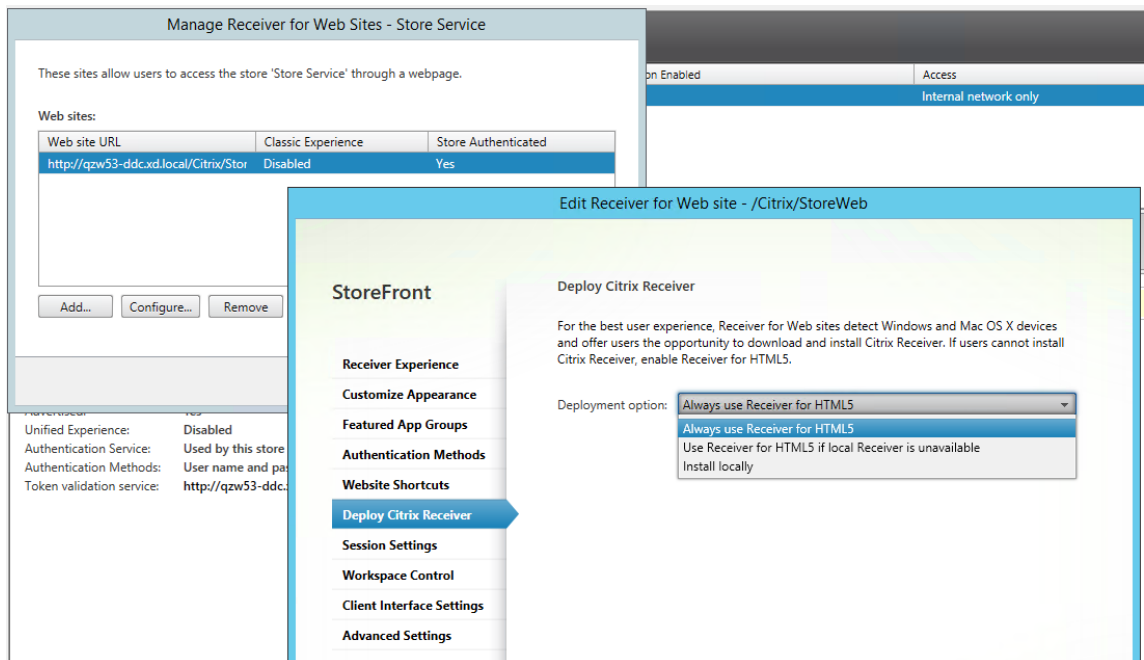 Manage Receiver for Web Sites - Store Service
These sites allow users to access the store 'Store Service' through a webpage.
Web sites:
Web site URL Classic Experience Store Authenticated
http://qzw53-ddc.xd.local/Citrix/Stor Disabled Yes
Add... Configure... Remove
on Enabled Access
Internal network only
Advertised: Yes
Unified Experience: Disabled
Authentication Service: Used by this store
Authentication Methods: User name and pas
Token validation service: http://qzw53-ddc.
Edit Receiver for Web site - /Citrix/StoreWeb
StoreFront
Receiver Experience
Customize Appearance
Featured App Groups
Authentication Methods
Website Shortcuts
Deploy Citrix Receiver
Session Settings
Workspace Control
Client Interface Settings
Advanced Settings
Deploy Citrix Receiver
For the best user experience, Receiver for Web sites detect Windows and Mac OS X devices
and offer users the opportunity to download and install Citrix Receiver. If users cannot install
Citrix Receiver, enable Receiver for HTML5.
Deployment option: Always use Receiver for HTML5
Always use Receiver for HTML5
Use Receiver for HTML5 if local Receiver is unavailable
Install locally